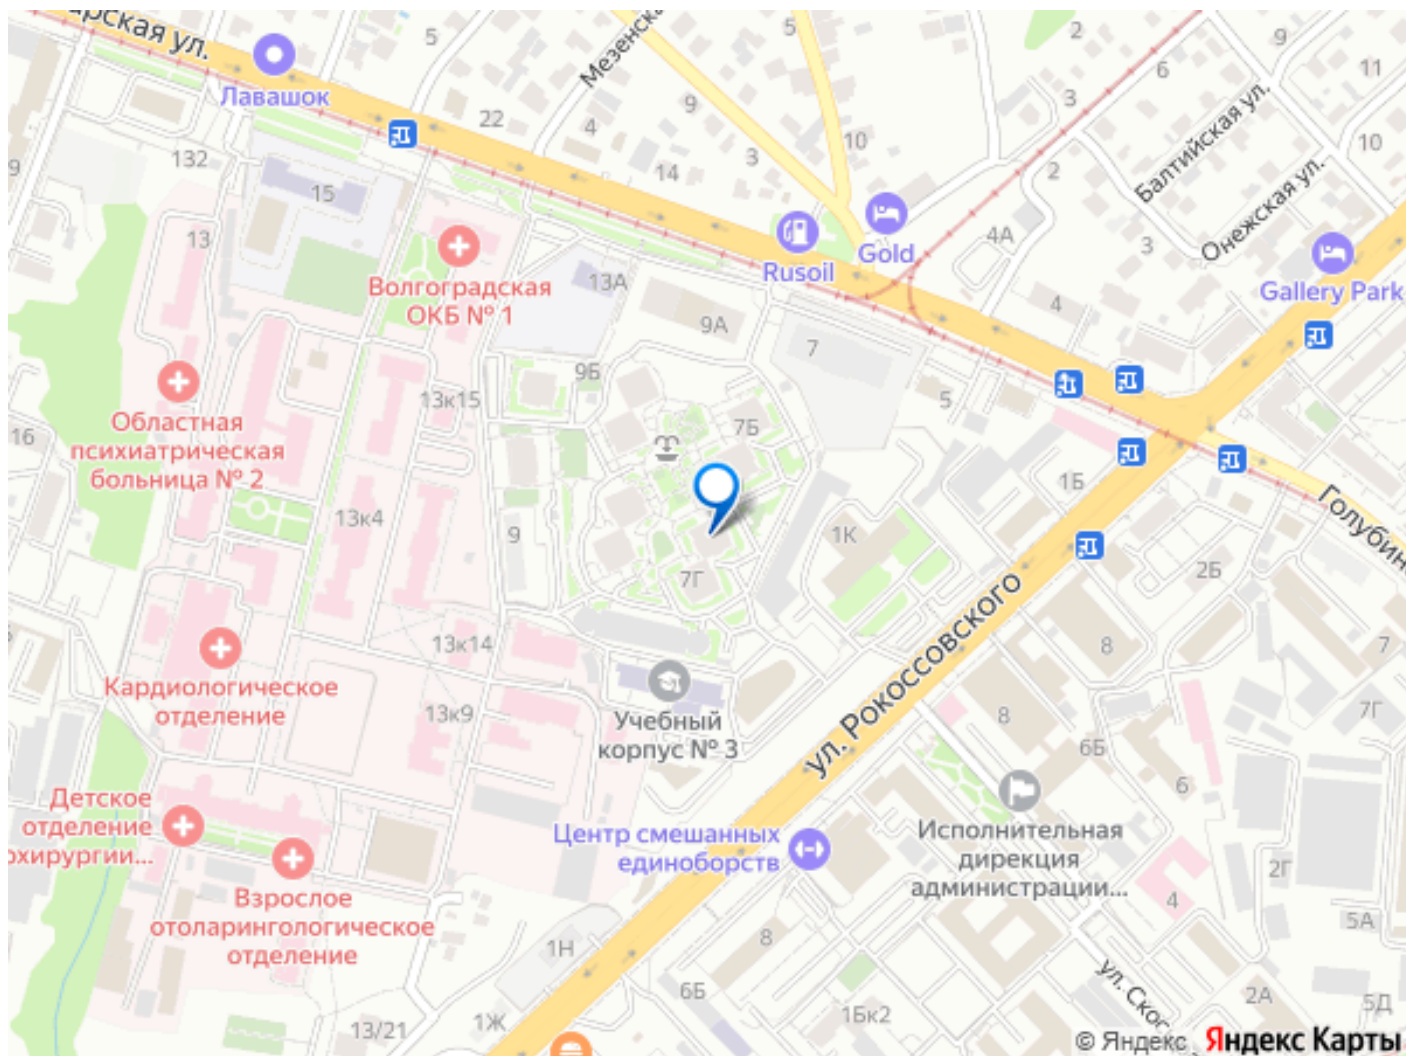 арская ул.
Лавашок
5
Мезенска
5
2
9
11
6
3
9
22
4
10
3
14
Балтийская ул.
10
132
9
15
2
Онежская ул.
13
Gold
4А
3
Rusoil
Gallery Park
Волгоградская
ОКБ № 1
13А
4
9А
7
9Б
13к15
5
7Б
Областная
психиатрическая
больница № 2
16
1Б
Голубин
13к4
9
1К
7Г
2Б
ул. Рокоссовского
13к14
8
7
Кардиологическое
отделение
Учебный
корпус № 3
13к9
8
7Г
6Б
6
Детское
отделение
охирургии...
Центр смешанных
единоборств
Исполнительная
дирекция
администрации...
2Г
4
Взрослое
отоларингологическое
отделение
5А
1Н
8
6Б
ул. Скос
2А
5Д
13/21
1Ж
1Бк2
© Яндекс Яндекс Карты